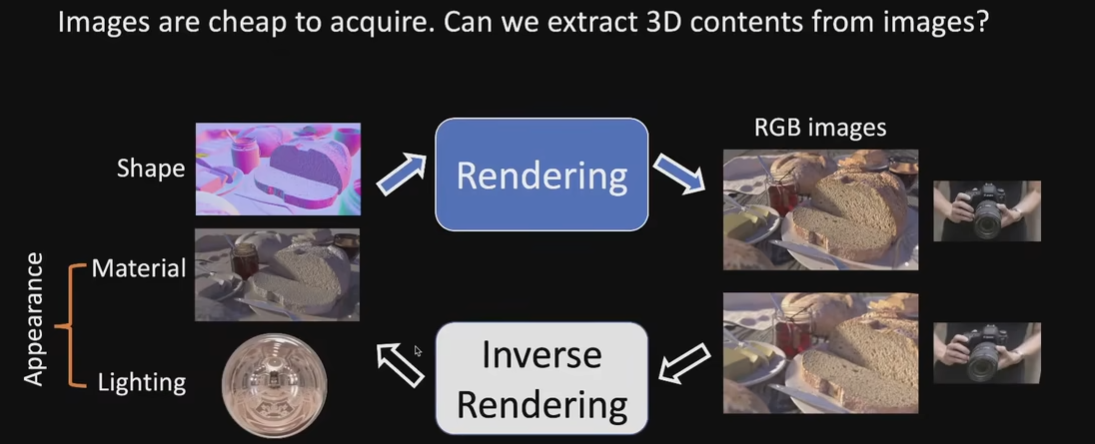 Images are cheap to acquire. Can we extract 3D contents from images?
Shape
Rendering
RGB images
Appearance
Material
Lighting
Inverse
Rendering